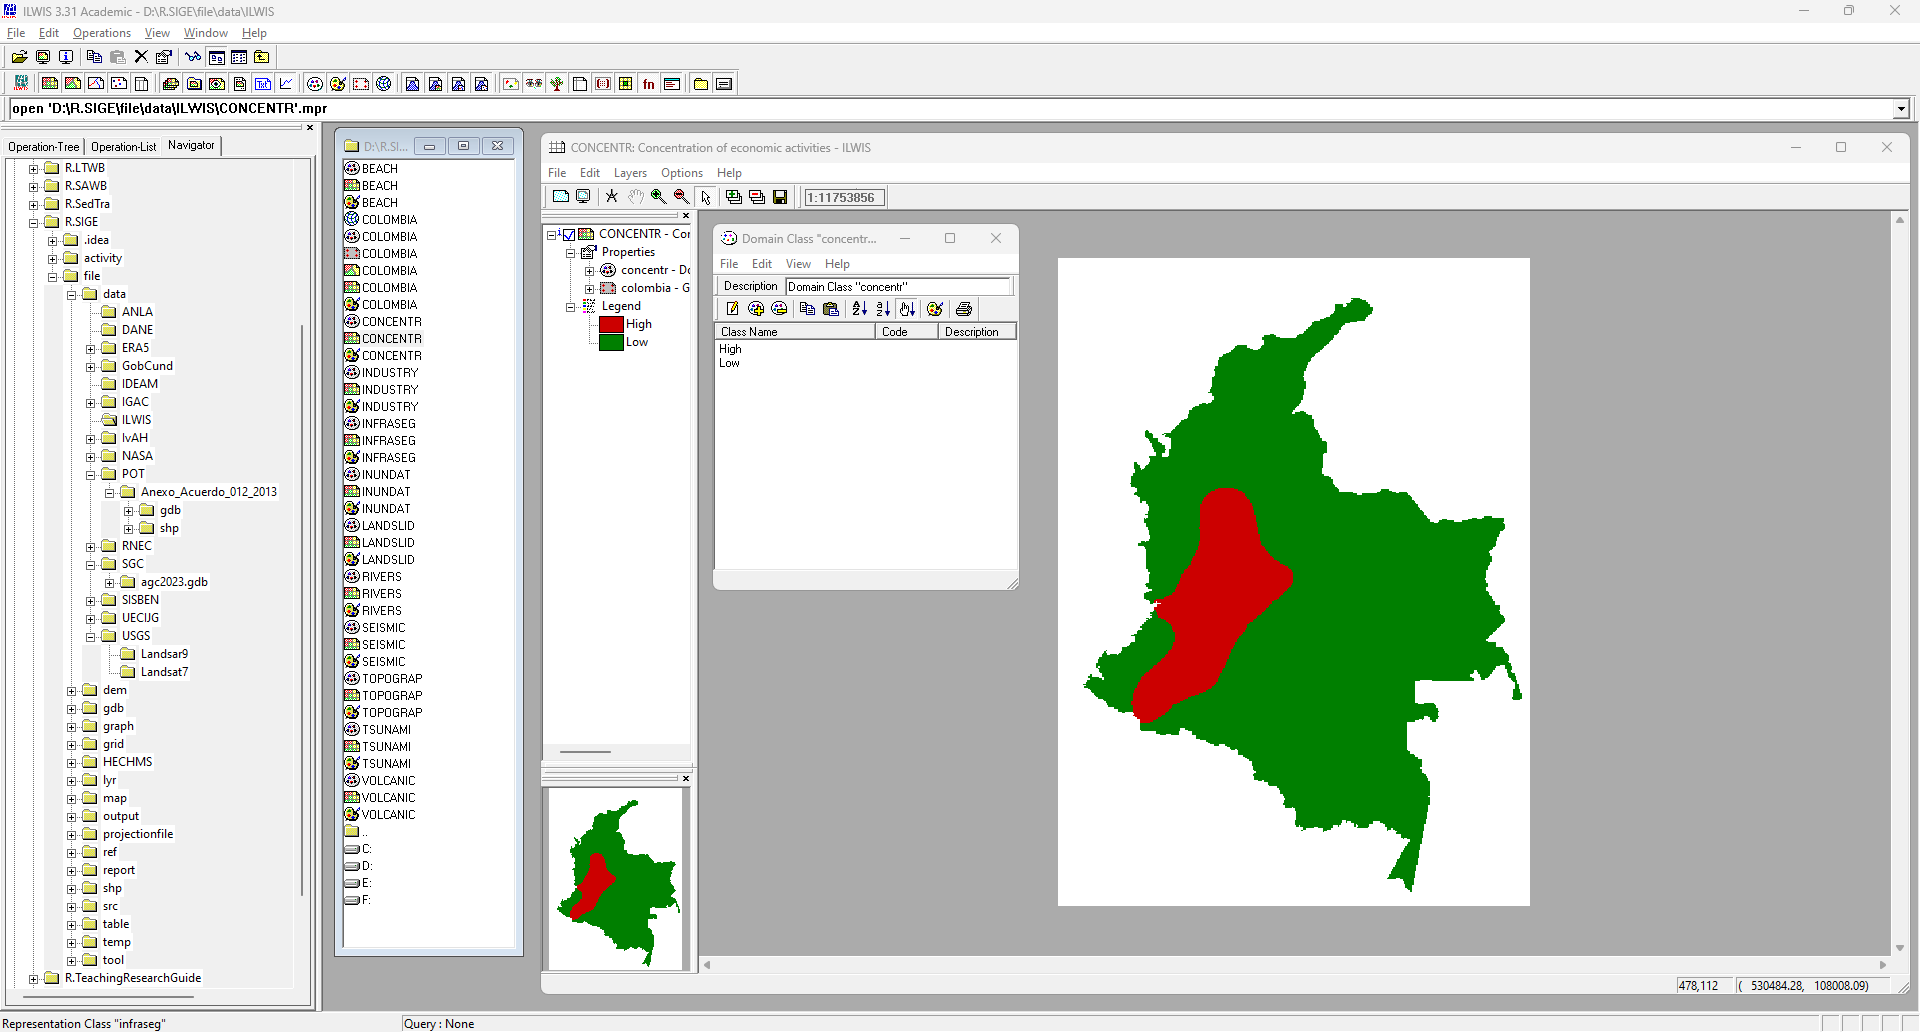 ILWIS 3.31 Academic - D:\R.SIGE\file\data\ILWIS
File Edit Operations View Window Help
open 'D:\R.SIGE\file\data\ILWIS\CONCENTR'.mpr
Operation-Tree Operation-List Navigator
R.LTWB
R.SAWB
R.SedTra
R.SIGE
.idea
activity
file
data
ANLA
DANE
ERA5
GobCund
IDEAM
IGAC
ILWIS
IvAH
NASA
POT
Anexo_Acuerdo_012_2013
gdb
shp
RNEC
SGC
agc2023.gdb
SISBEN
UECIJG
USGS
Landsar9
Landsat7
dem
gdb
graph
grid
HECHMS
lyr
map
output
projectionfile
ref
report
shp
src
table
temp
tool
R.TeachingResearchGuide
D:\R.SI...
BEACH
BEACH
BEACH
COLOMBIA
COLOMBIA
COLOMBIA
COLOMBIA
COLOMBIA
COLOMBIA
CONCENTR
CONCENTR
CONCENTR
INDUSTRY
INDUSTRY
INDUSTRY
INFRASEG
INFRASEG
INFRASEG
INUNDAT
INUNDAT
INUNDAT
LANDSLID
LANDSLID
LANDSLID
RIVERS
RIVERS
RIVERS
SEISMIC
SEISMIC
SEISMIC
TOPOGRAP
TOPOGRAP
TOPOGRAP
TSUNAMI
TSUNAMI
TSUNAMI
VOLCANIC
VOLCANIC
VOLCANIC
..
C:
D:
E:
F:
CONCENTR: Concentration of economic activities - ILWIS
File Edit Layers Options Help
1:11753856
CONCENTR - Cor
Properties
concentr - Do
colombia - G
Legend
High
Low
Domain Class "concentr...
File Edit View Help
Description Domain Class "concentr"
Class Name Code Description
High
Low
478,112 ( 530484.28, 108008.09)
Representation Class "infraseg" Query : None